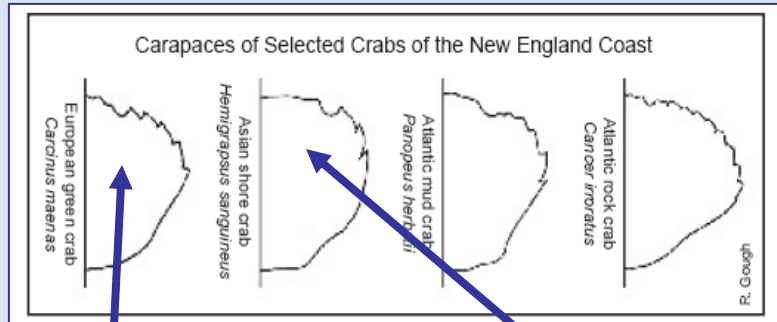 Carapaces of Selected Crabs of the New England Coast
European green crab
Carcinus maenas
Asian shore crab
Hemigrapsus sanguineus
Atlantic mud crab
Panopeus
Atlantic rock crab
Cancer irroratus
R. Gough